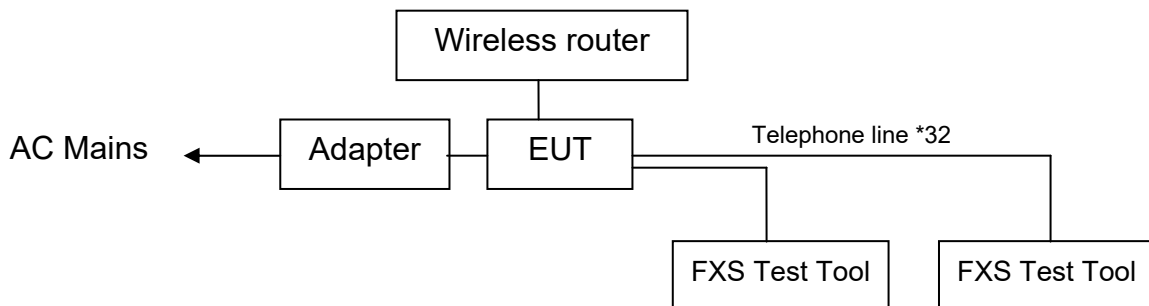 Wireless router
AC Mains
Adapter
EUT
Telephone line *32
FXS Test Tool
FXS Test Tool